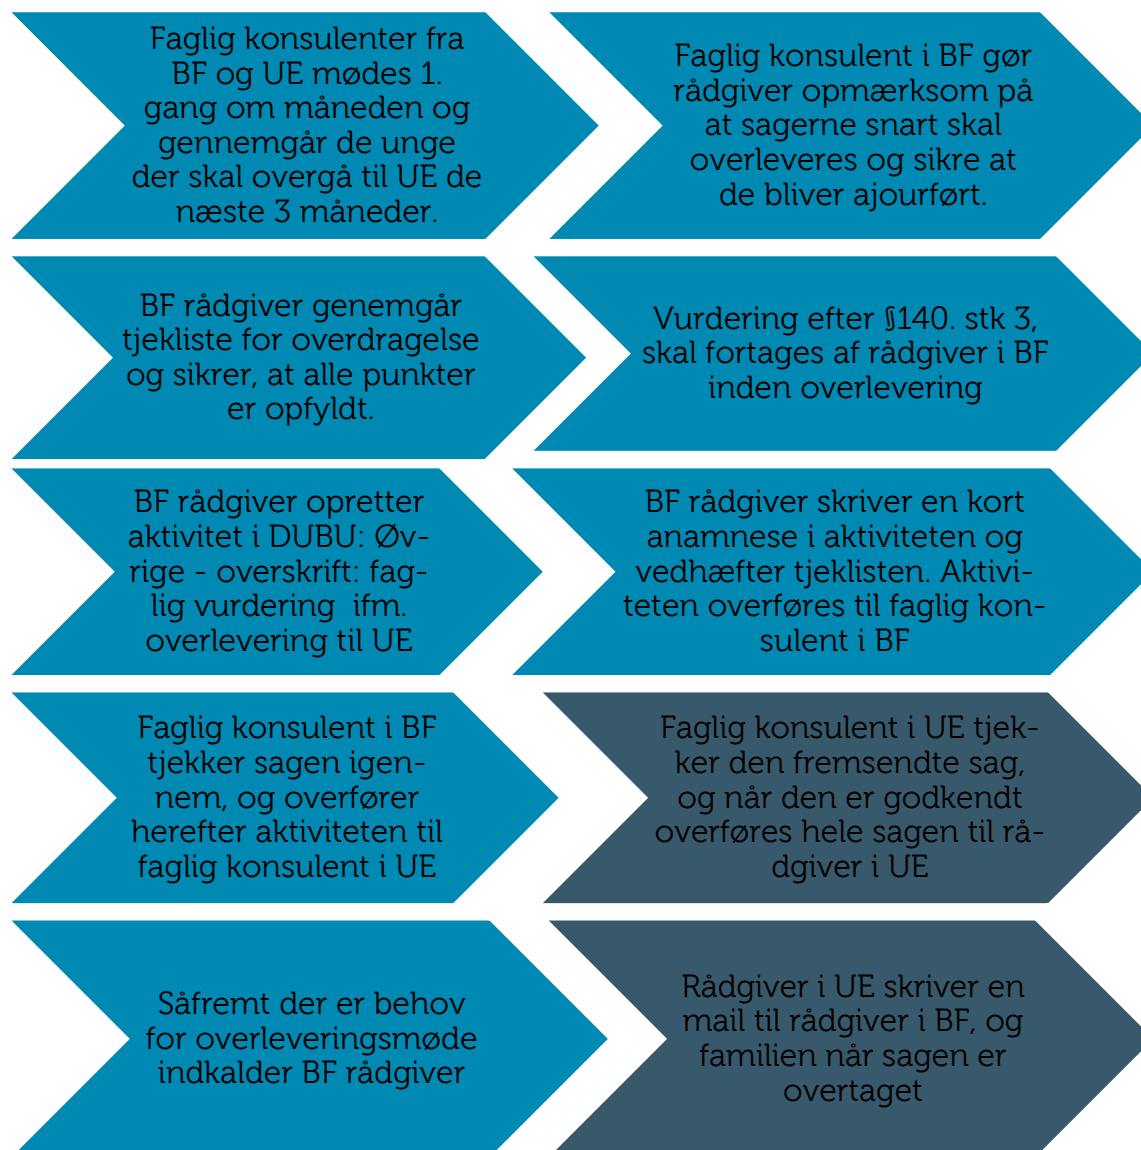 Faglig konsulenter fra
BF og UE mødes 1.
gang om måneden og
gennemgår de unge
der skal overgå til UE de
næste 3 måneder.
Faglig konsulent i BF gør
rådgiver opmærksom på
at sagerne snart skal
overleveres og sikre at
de bliver ajourført.
BF rådgiver genemgår
tjekliste for overdragelse
og sikrer, at alle punkter
er opfyldt.
Vurdering efter §140. stk 3,
skal fortages af rådgiver i BF
inden overlevering
BF rådgiver opretter
aktivitet i DUBU: Øv-
rige - overskrift: fag-
lig vurdering ifm.
overlevering til UE
BF rådgiver skriver en kort
anamnese i aktiviteten og
vedhæfter tjeklisten. Aktivi-
teten overføres til faglig kon-
sulent i BF
Faglig konsulent i BF
tjekker sagen igen-
nem, og overfører
herefter aktiviteten til
faglig konsulent i UE
Faglig konsulent i UE tjek-
ker den fremsendte sag,
og når den er godkendt
overføres hele sagen til rå-
dgiver i UE
Såfremt der er behov
for overleveringsmøde
indkalder BF rådgiver
Rådgiver i UE skriver en
mail til rådgiver i BF, og
familien når sagen er
overtaget